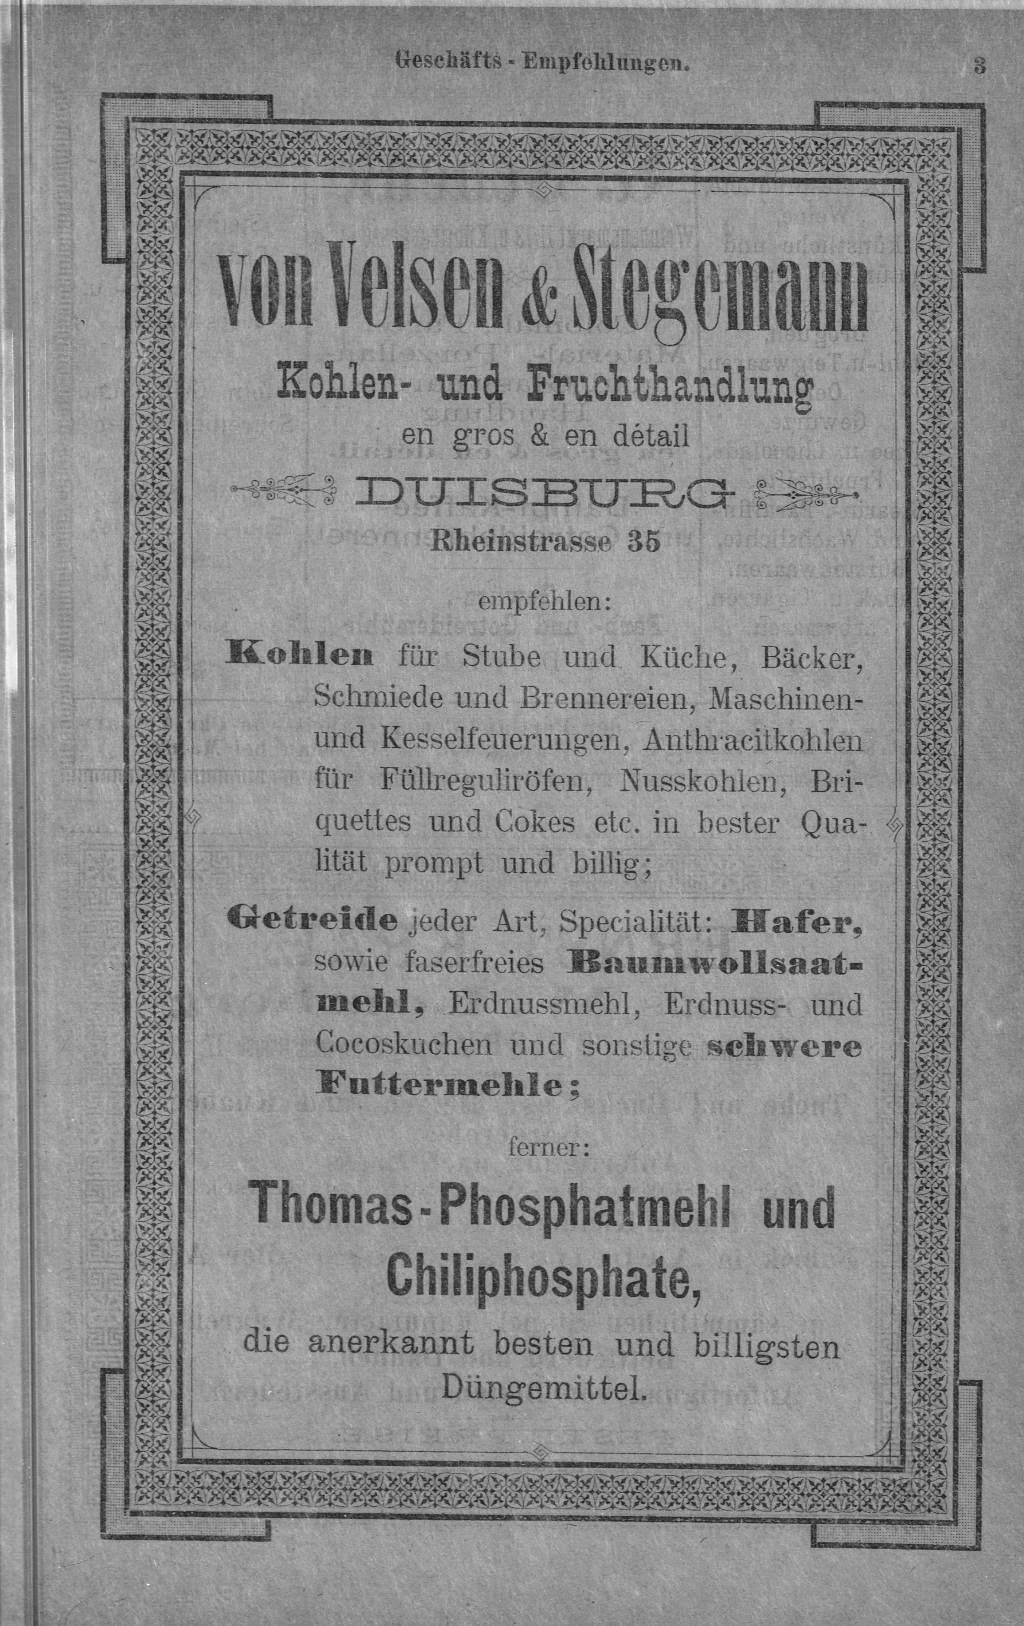 Geschäfts - Empfehlungen. 3
von Velsen & Stegemann
Kohlen- und Fruchthandlung
en gros & en détail
DUISBURG
Rheinstrasse 35
empfehlen:
Kohlen für Stube und Küche, Bäcker,
Schmiede und Brennereien, Maschinen-
und Kesselfeuerungen, Anthracitkohlen
für Füllreguliröfen, Nusskohlen, Bri-
quettes und Cokes etc. in bester Qua-
lität prompt und billig;
Getreide jeder Art, Specialität: Hafer,
sowie faserfreies Baumwollsaat-
mehl, Erdnussmehl, Erdnuss- und
Cocoskuchen und sonstige schwere
Futtermehle;
ferner:
Thomas-Phosphatmehl und
Chiliphosphate,
die anerkannt besten und billigsten
Düngemittel.